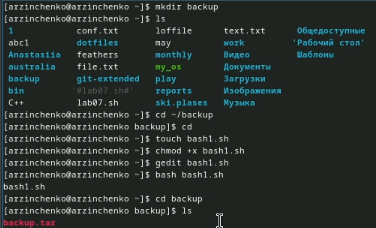 [arzinchenko@arzinchenko ~]$ mkdir backup
[arzinchenko@arzinchenko ~]$ ls
1 conf.txt loffile text.txt Общедоступные
abc1 dotfiles may work 'Рабочий стол'
Anastasiia feathers monthly Видео Шаблоны
australia file.txt my_os Документы
backup git-extended play Загрузки
bin '#lab07.sh#' reports Изображения
C++ lab07.sh ski.plases Музыка
[arzinchenko@arzinchenko ~]$ cd ~/backup
[arzinchenko@arzinchenko backup]$ cd
[arzinchenko@arzinchenko ~]$ touch bash1.sh
[arzinchenko@arzinchenko ~]$ chmod +x bash1.sh
[arzinchenko@arzinchenko ~]$ gedit bash1.sh
[arzinchenko@arzinchenko ~]$ bash bash1.sh
bash1.sh
[arzinchenko@arzinchenko ~]$ cd backup
[arzinchenko@arzinchenko backup]$ ls
backup.tar